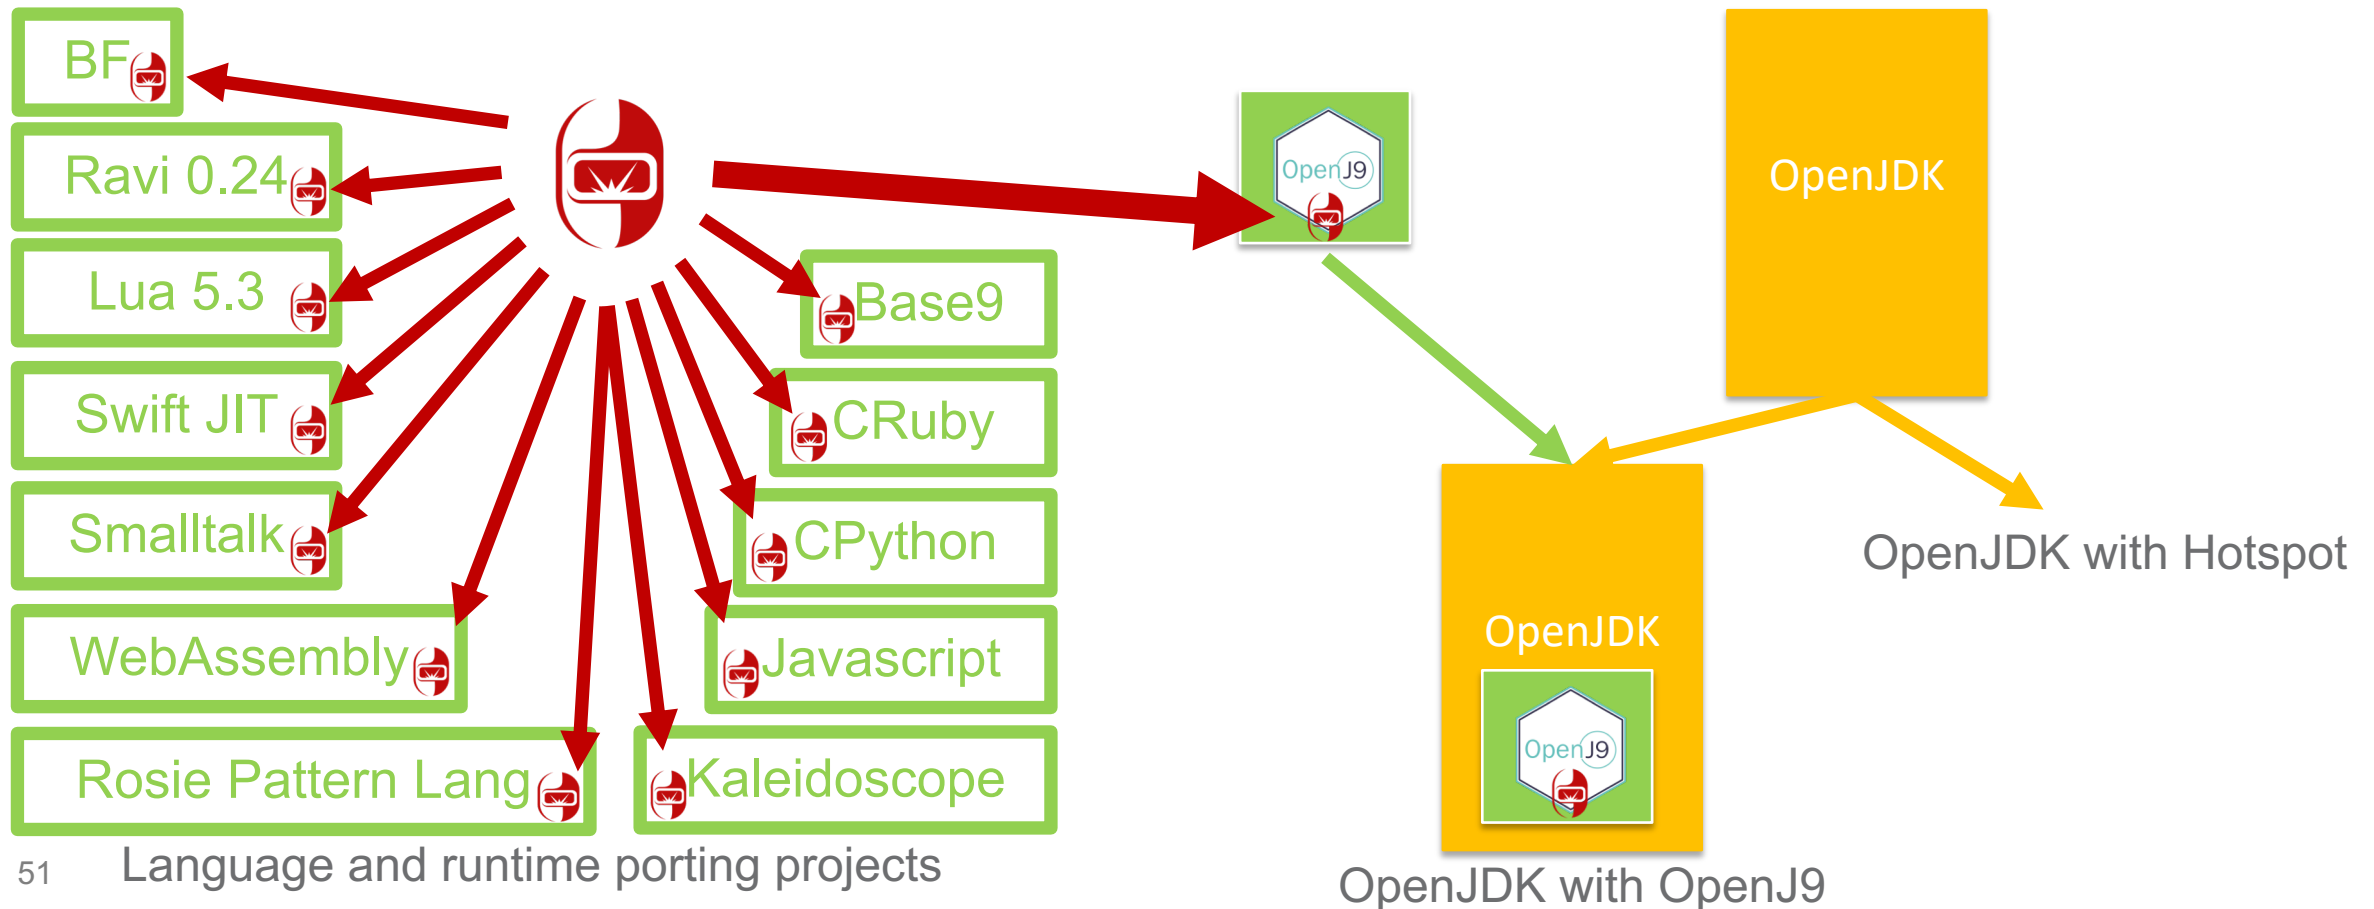 BF
Ravi 0.24
Lua 5.3
Swift JIT
Smalltalk
WebAssembly
Rosie Pattern Lang
Base9
CRuby
CPython
Javascript
Kaleidoscope
51
Language and runtime porting projects
OpenJ9
OpenJDK
OpenJDK with Hotspot
OpenJDK
OpenJ9
OpenJDK with OpenJ9